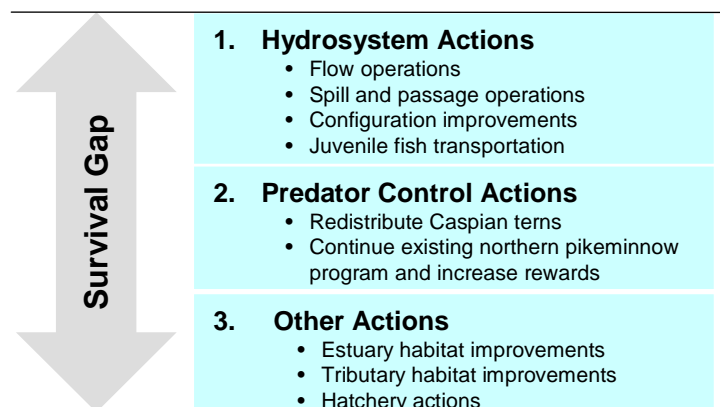 Survival Gap
1. Hydrosystem Actions
• Flow operations
• Spill and passage operations
• Configuration improvements
• Juvenile fish transportation
2. Predator Control Actions
• Redistribute Caspian terns
• Continue existing northern pikeminnow
program and increase rewards
3. Other Actions
• Estuary habitat improvements
• Tributary habitat improvements
• Hatchery actions